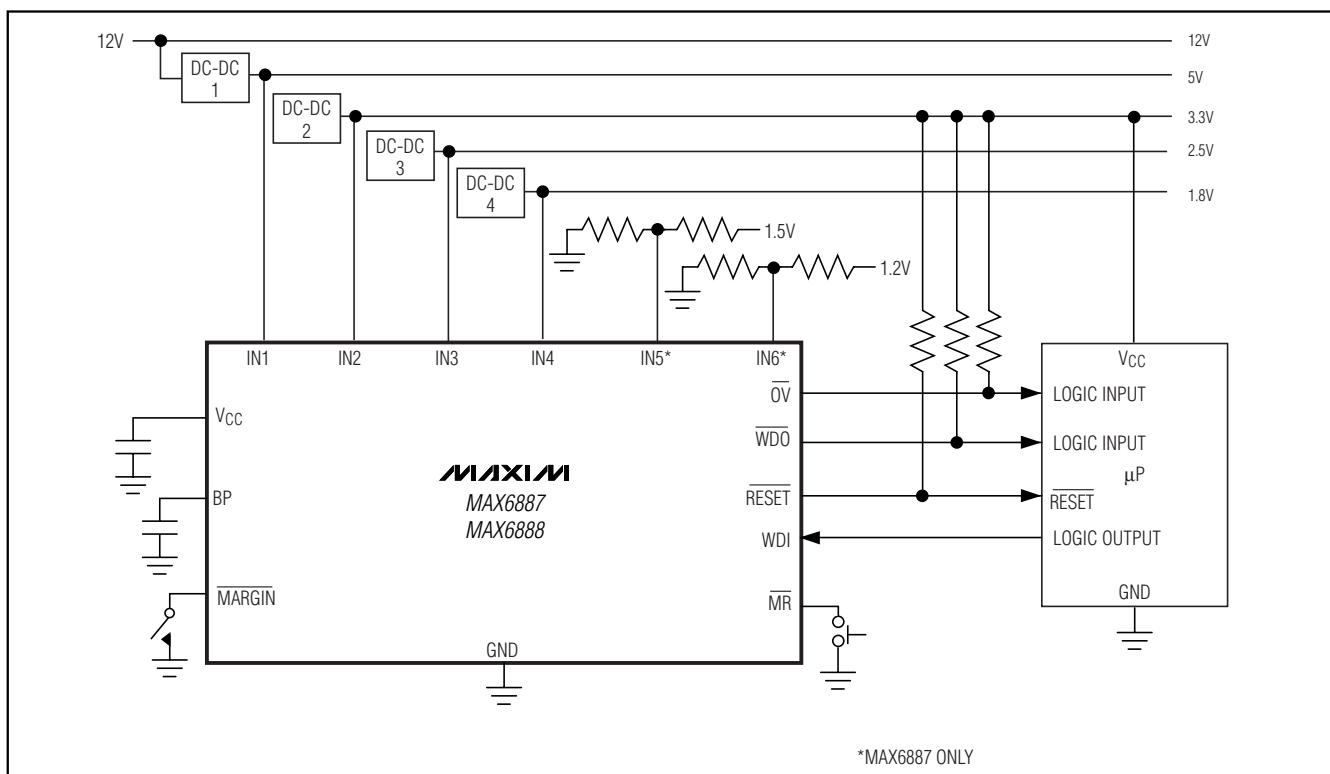 12V
12V
DC-DC
1
5V
DC-DC
2
3.3V
DC-DC
3
2.5V
DC-DC
4
1.8V
1.5V
1.2V
IN1
IN2
IN3
IN4
IN5*
IN6*
VCC
BP
MARGIN
MAXIM
MAX6887
MAX6888
OV
WDO
RESET
WDI
MR
GND
VCC
LOGIC INPUT
LOGIC INPUT
μP
RESET
LOGIC OUTPUT
GND
*MAX6887 ONLY